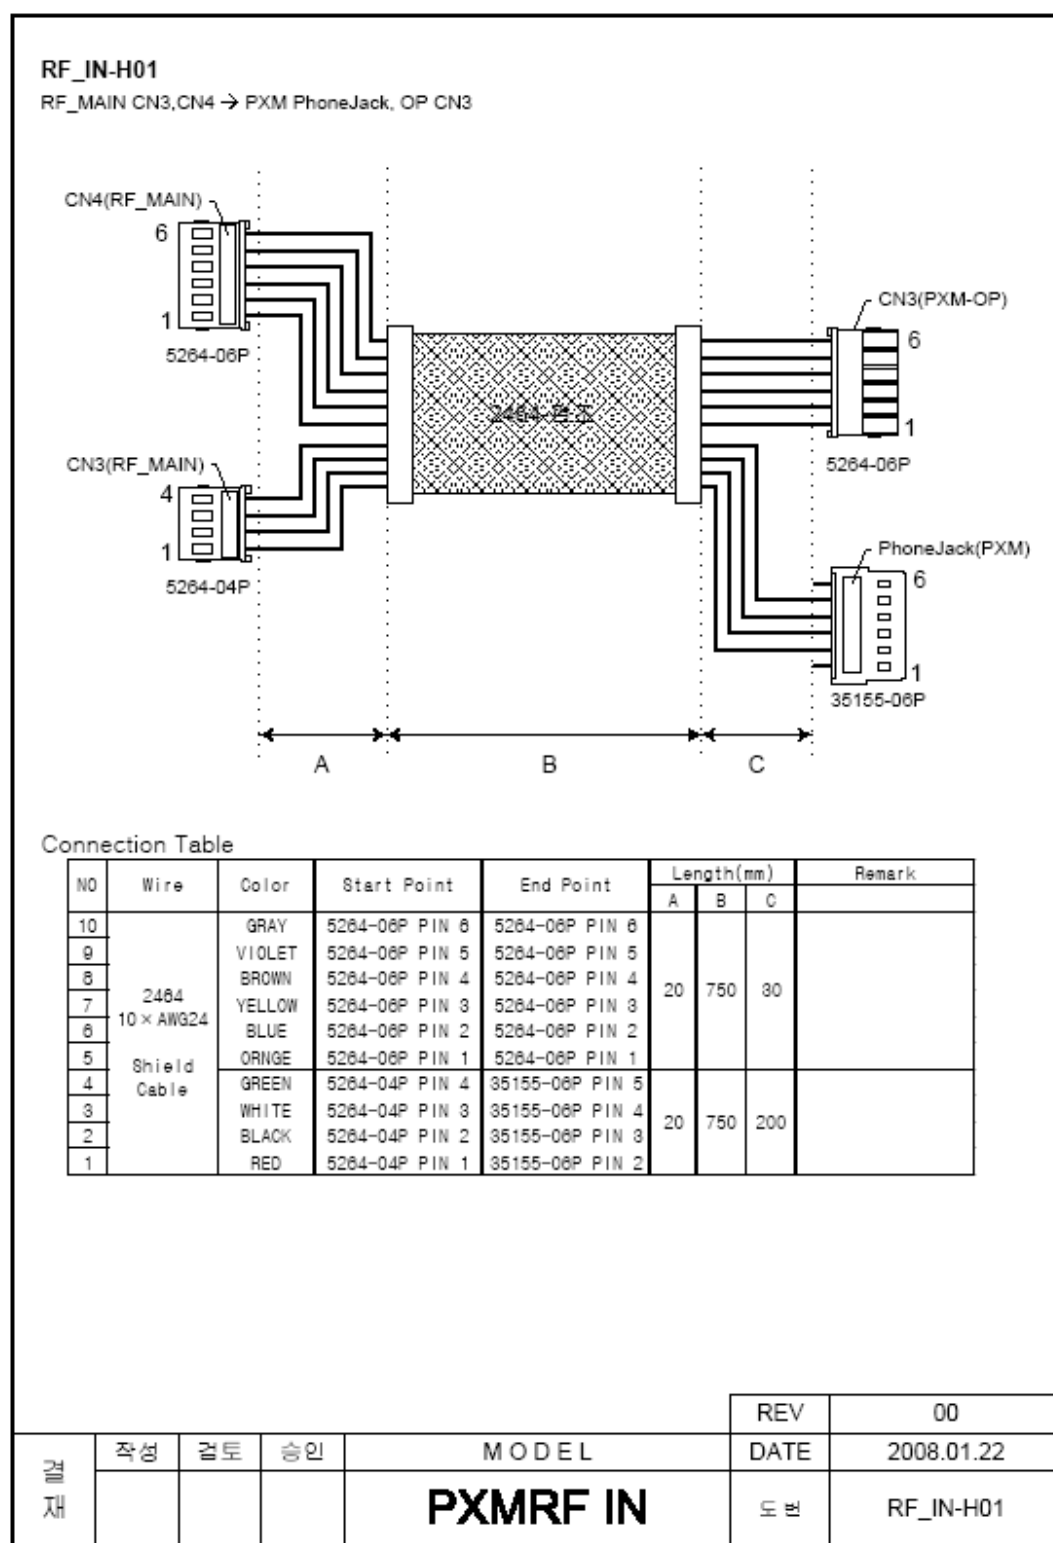 RF_IN-H01
RF_MAIN CN3,CN4 → PXM PhoneJack, OP CN3
CN4(RF_MAIN)
6
1
5264-06P
CN3(RF_MAIN)
4
1
5264-04P
CN3(PXM-OP)
6
1
5264-06P
PhoneJack(PXM)
6
1
35155-06P
A B C
Connection Table
NO Wire Color Start Point End Point Length(mm) Remark
A B C
2464
10×AWG24
Shield
Cable
10 GRAY 5264-06P PIN 6 5264-06P PIN 6
9 VIOLET 5264-06P PIN 5 5264-06P PIN 5
8 BROWN 5264-06P PIN 4 5264-06P PIN 4
7 YELLOW 5264-06P PIN 3 5264-06P PIN 3
6 BLUE 5264-06P PIN 2 5264-06P PIN 2
5 ORNGE 5264-06P PIN 1 5264-06P PIN 1
20 750 30
4 GREEN 5264-04P PIN 4 35155-06P PIN 5
3 WHITE 5264-04P PIN 3 35155-06P PIN 4
2 BLACK 5264-04P PIN 2 35155-06P PIN 3
1 RED 5264-04P PIN 1 35155-06P PIN 2
20 750 200
REV 00
결재 작성 검토 승인 MODEL DATE 2008.01.22
PXMRF IN 도번 RF_IN-H01